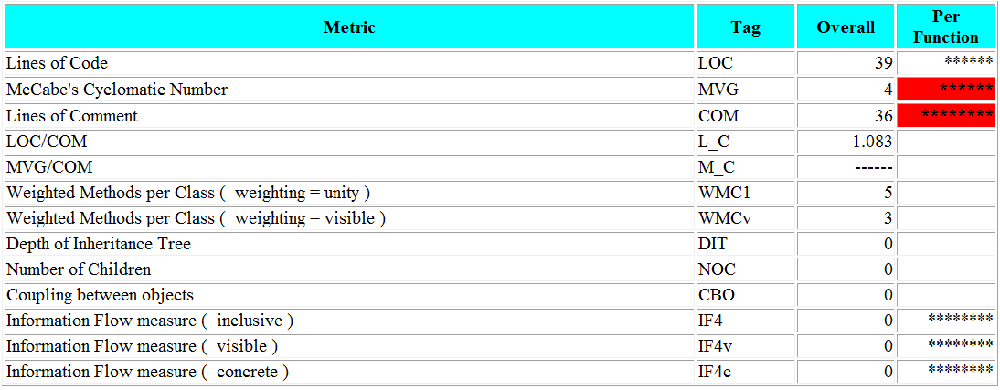 Metric Tag Overall Per Function
Lines of Code LOC 39 ******
McCabe's Cyclomatic Number MVG 4 ******
Lines of Comment COM 36 ********
LOC/COM L_C 1.083
MVG/COM M_C ------
Weighted Methods per Class ( weighting = unity ) WMC1 5
Weighted Methods per Class ( weighting = visible ) WMCv 3
Depth of Inheritance Tree DIT 0
Number of Children NOC 0
Coupling between objects CBO 0
Information Flow measure ( inclusive ) IF4 0 ********
Information Flow measure ( visible ) IF4v 0 ********
Information Flow measure ( concrete ) IF4c 0 ********